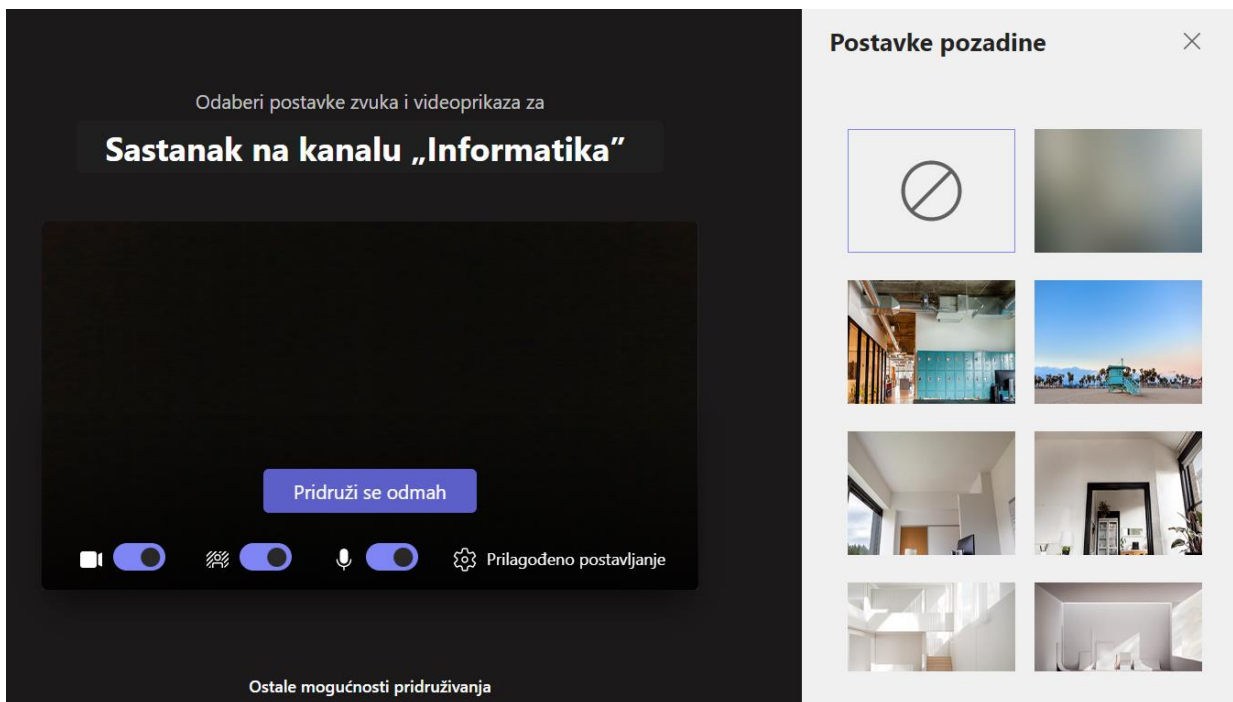 Odaberi postavke zvuka i videoprikaza za
Sastanak na kanalu „Informatika”
Pridruži se odmah
Prilagođeno postavljanje
Ostale mogućnosti pridruživanja
Postavke pozadine